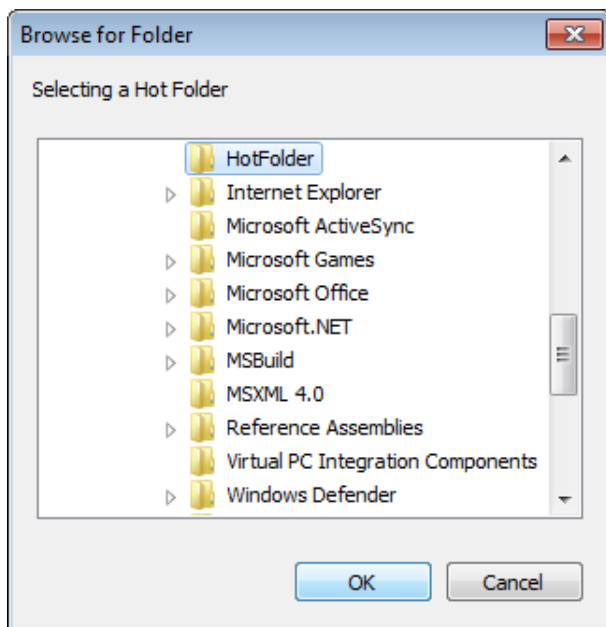 Browse for Folder
Selecting a Hot Folder
HotFolder
Internet Explorer
Microsoft ActiveSync
Microsoft Games
Microsoft Office
Microsoft.NET
MSBuild
MSXML 4.0
Reference Assemblies
Virtual PC Integration Components
Windows Defender
OK Cancel